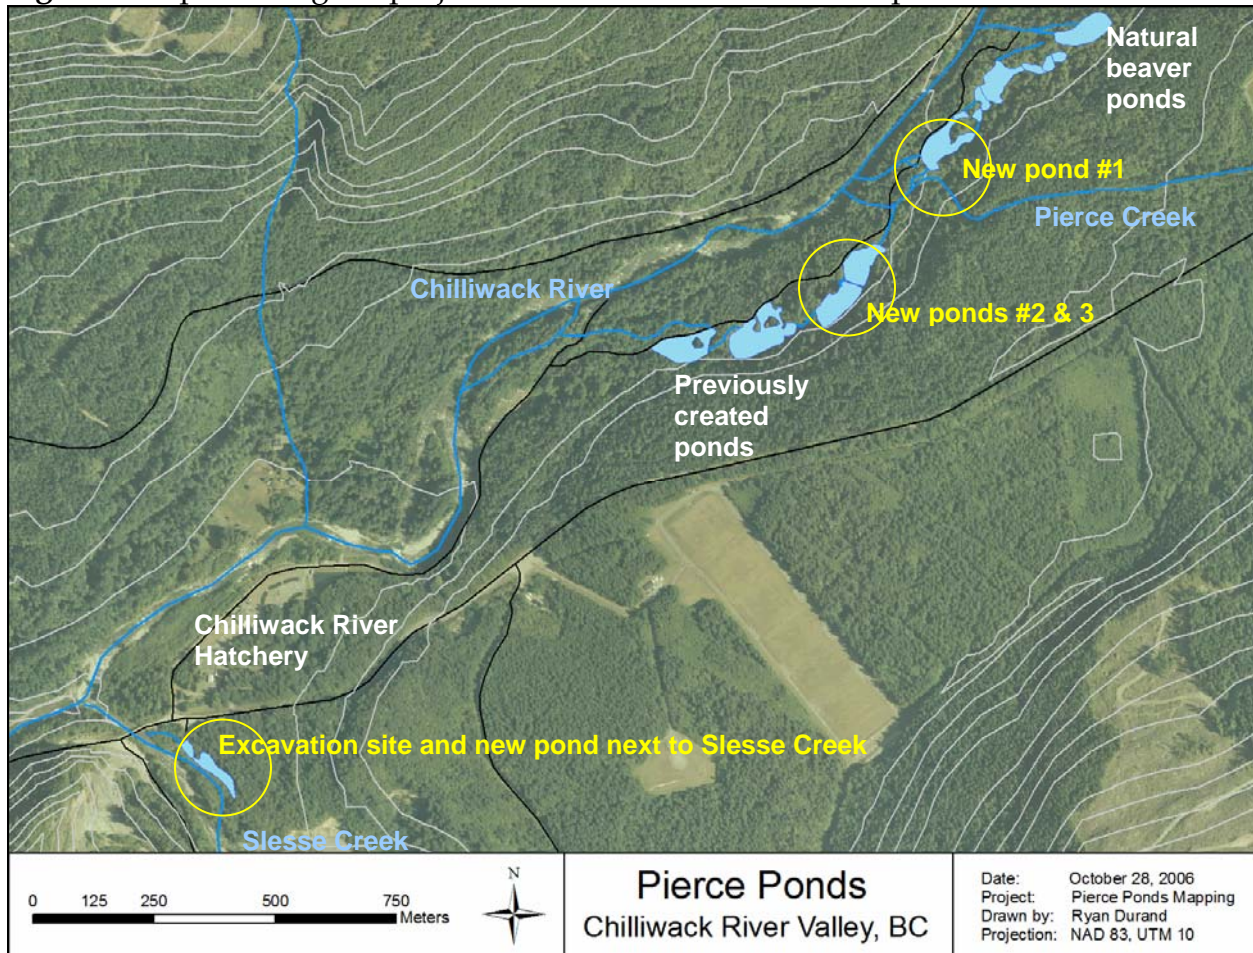 Natural
beaver
ponds
New pond #1
Pierce Creek
Chilliwack River
New ponds #2 & 3
Previously
created
ponds
Chilliwack River
Hatchery
Excavation site and new pond next to Slesse Creek
Slesse Creek
0 125 250 500 750
Meters
N
Pierce Ponds
Chilliwack River Valley, BC
Date: October 28, 2006
Project: Pierce Ponds Mapping
Drawn by: Ryan Durand
Projection: NAD 83, UTM 10